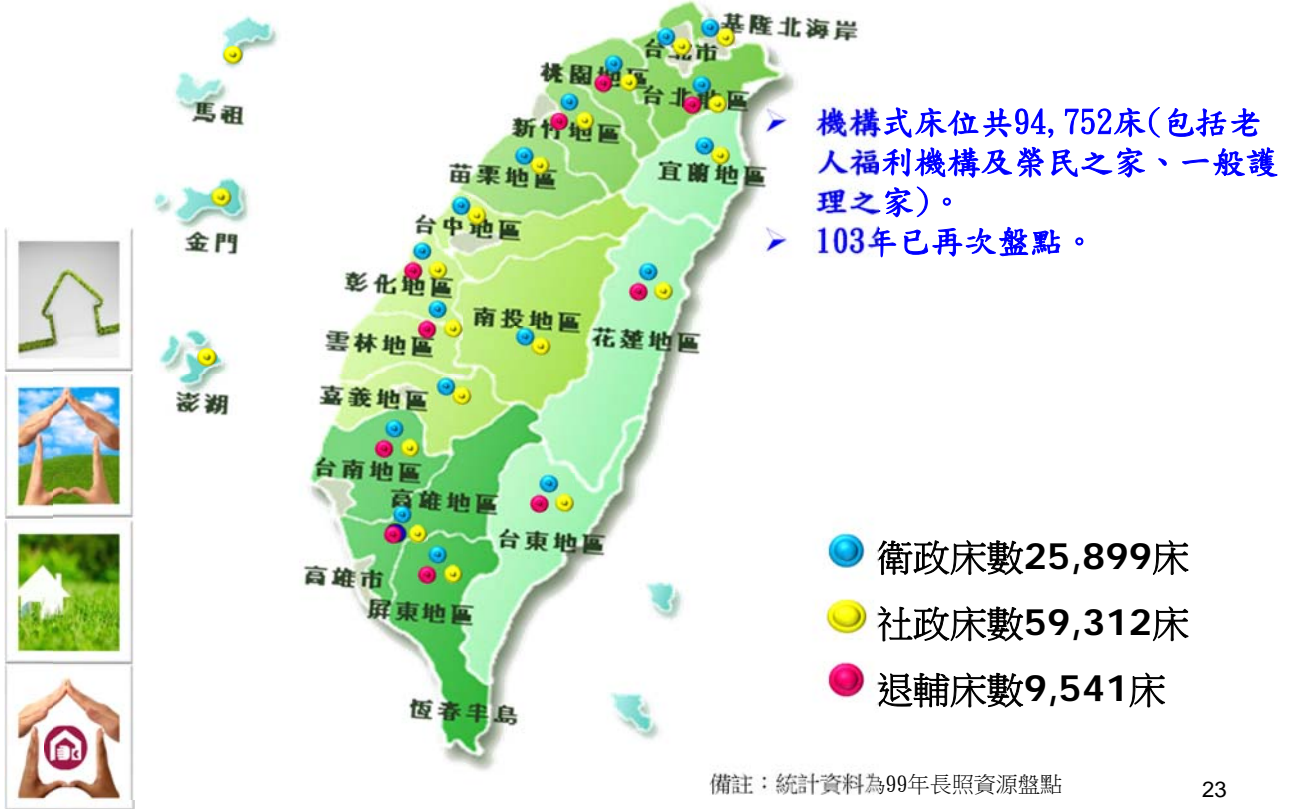 基隆北海岸
台北市
桃園地區
台北地區
馬祖
新竹地區
苗栗地區
宜蘭地區
台中地區
金門
彰化地區
南投地區
花蓮地區
雲林地區
澎湖
嘉義地區
台南地區
高雄地區
台東地區
高雄市
屏東地區
恆春半島
➢ 機構式床位共94,752床(包括老
人福利機構及榮民之家、一般護
理之家)。
➢ 103年已再次盤點。
衛政床數25,899床
社政床數59,312床
退輔床數9,541床
備註：統計資料為99年長照資源盤點
23